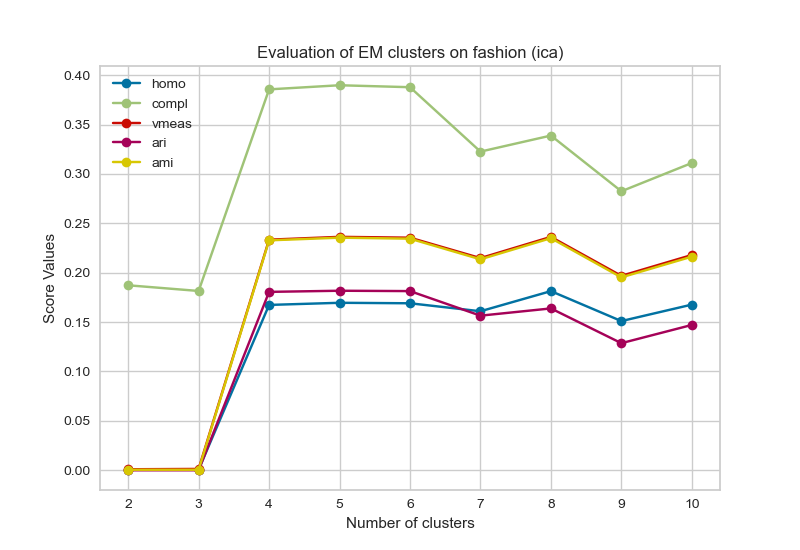 Evaluation of EM clusters on fashion (ica)
homo
compl
vmeas
ari
ami
0.40
0.35
0.30
0.25
0.20
0.15
0.10
0.05
0.00
Score Values
2 3 4 5 6 7 8 9 10
Number of clusters